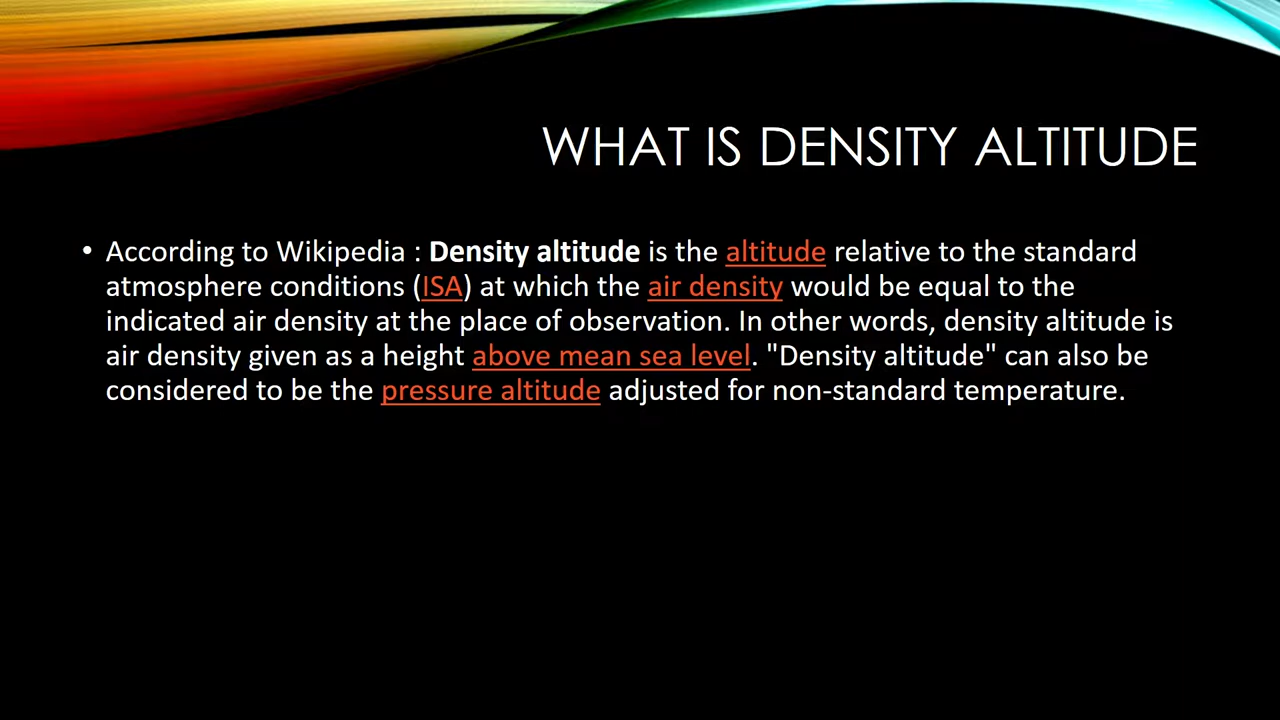 WHAT IS DENSITY ALTITUDE
• According to Wikipedia : Density altitude is the altitude relative to the standard
atmosphere conditions (ISA) at which the air density would be equal to the
indicated air density at the place of observation. In other words, density altitude is
air density given as a height above mean sea level. "Density altitude" can also be
considered to be the pressure altitude adjusted for non-standard temperature.